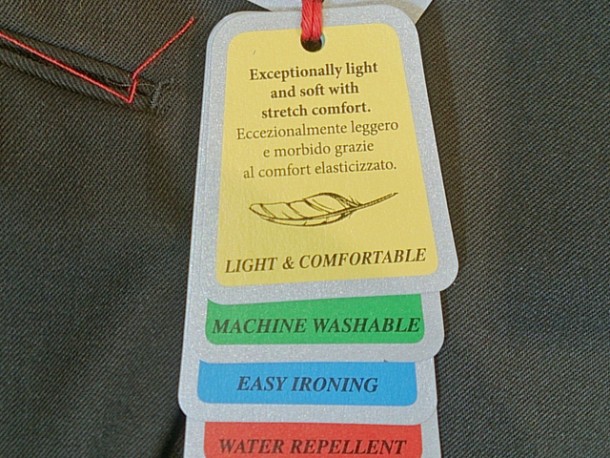 Exceptionally light
and soft with
stretch comfort.
Eccezionalmente leggero
e morbido grazie
al comfort elasticizzato.
LIGHT & COMFORTABLE
MACHINE WASHABLE
EASY IRONING
WATER REPELLENT